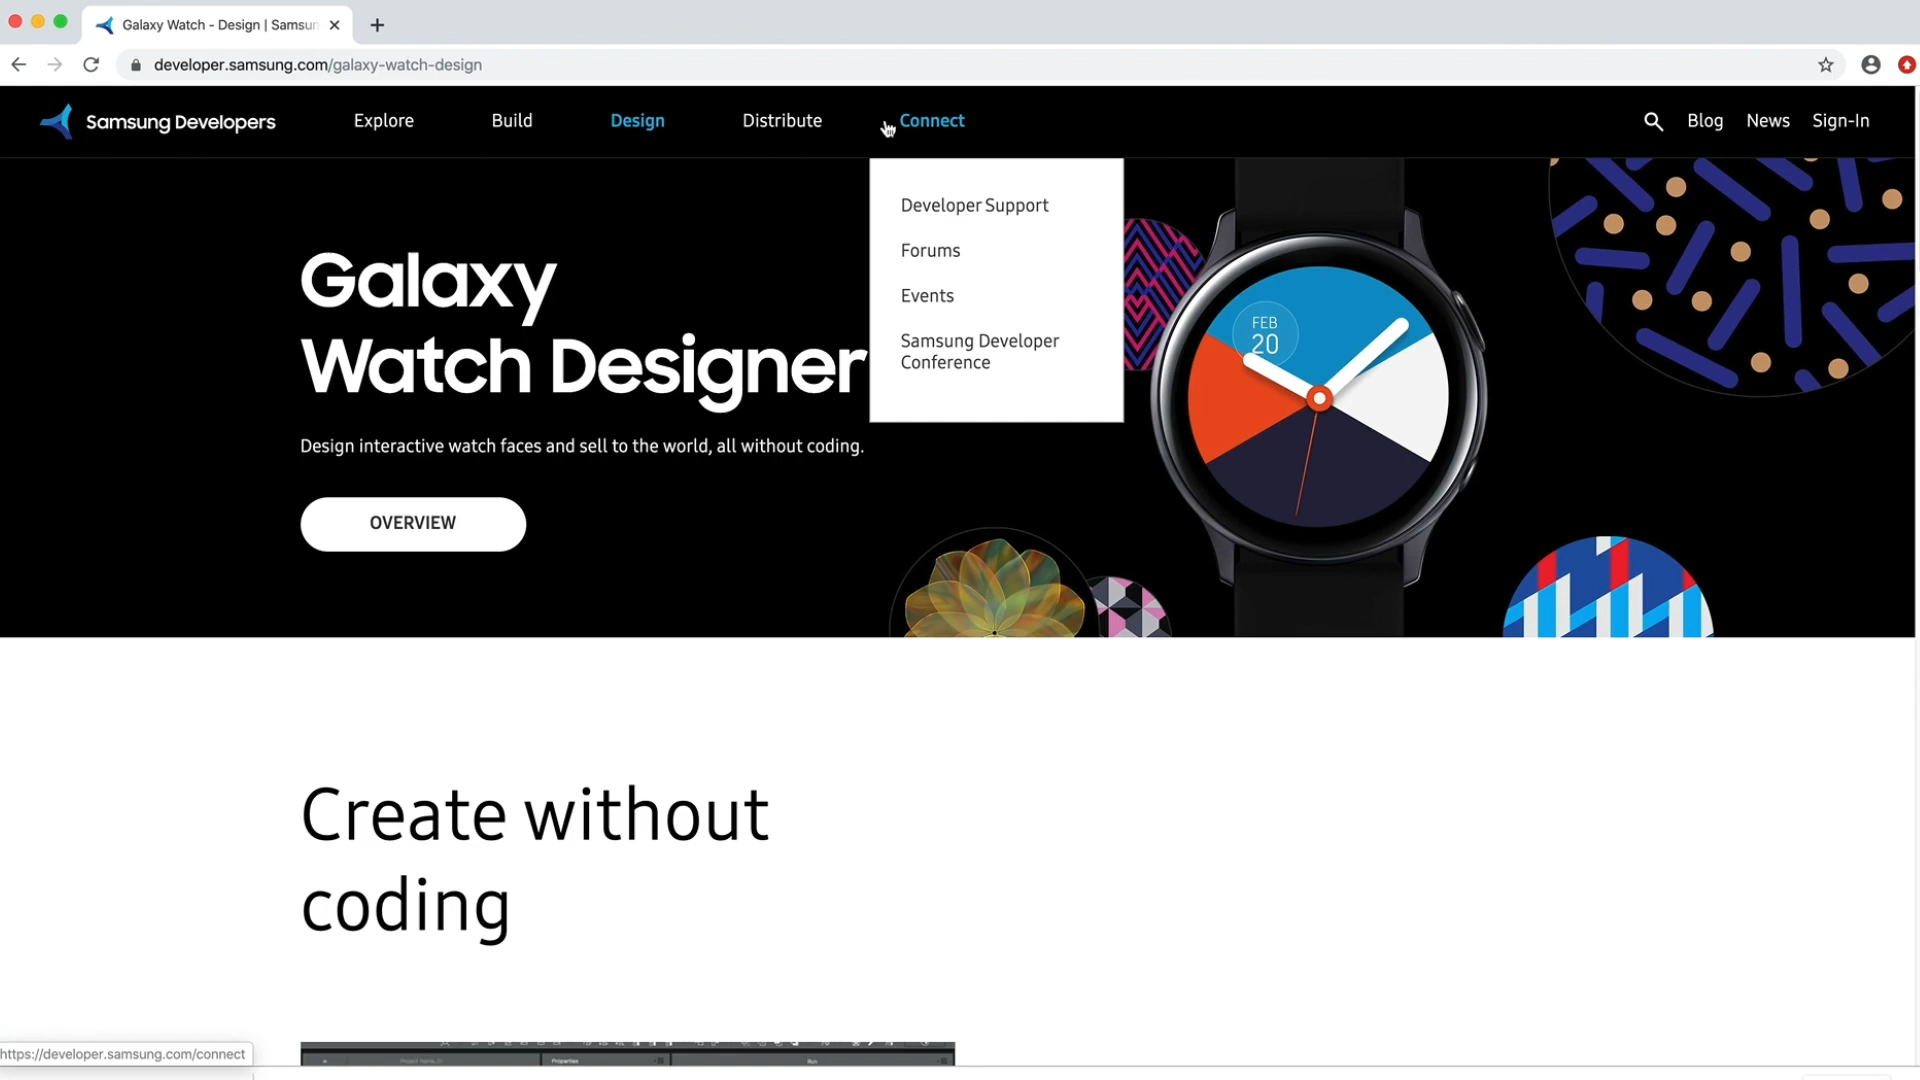 Galaxy Watch - Design | Samsun
developer.samsung.com/galaxy-watch-design
Samsung Developers
Explore
Build
Design
Distribute
Connect
Blog
News
Sign-In
Developer Support
Forums
Events
Samsung Developer
Conference
Galaxy
Watch Designer
Design interactive watch faces and sell to the world, all without coding.
OVERVIEW
FEB
20
Create without
coding
https://developer.samsung.com/connect
Properties
Run